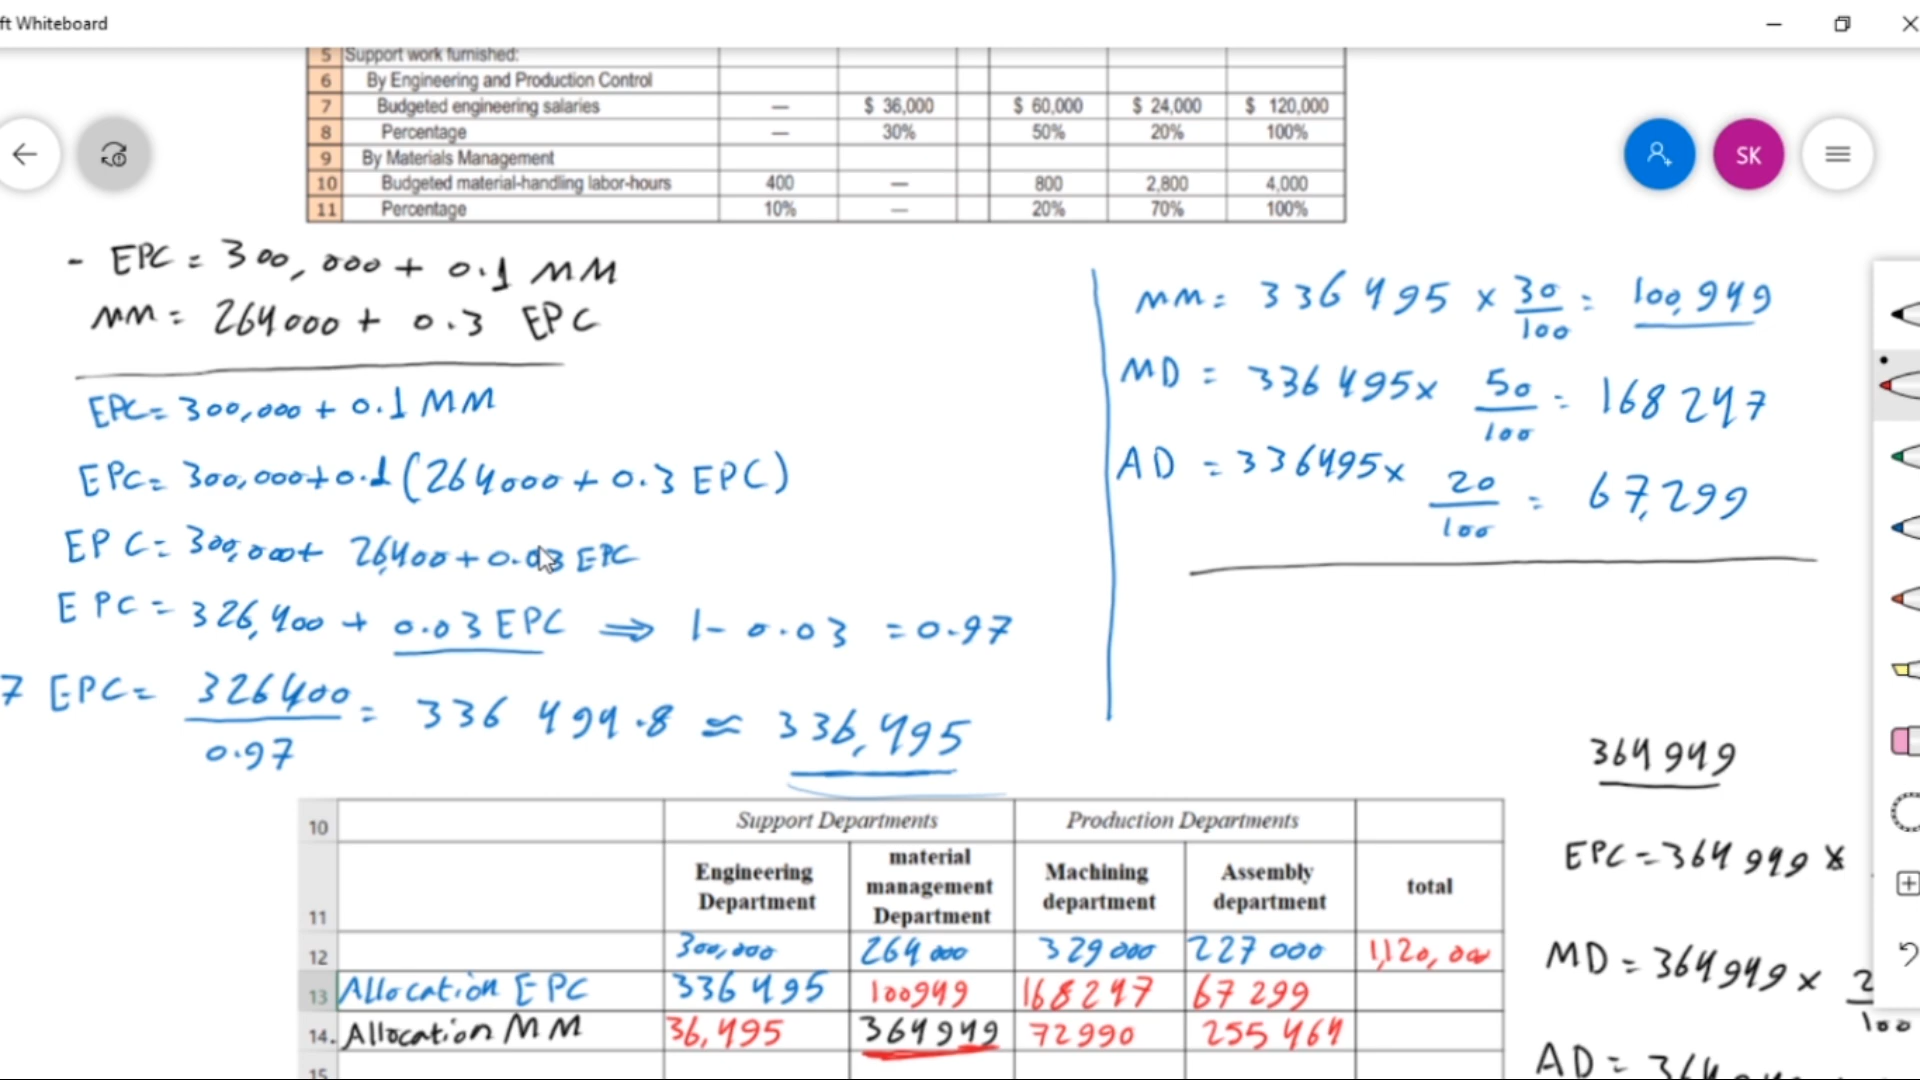 ft Whiteboard
5 Support work furnished:
6 By Engineering and Production Control
7 Budgeted engineering salaries — $ 36,000 $ 60,000 $ 24,000 $ 120,000
8 Percentage — 30% 50% 20% 100%
9 By Materials Management
10 Budgeted material-handling labor-hours 400 — 800 2,800 4,000
11 Percentage 10% — 20% 70% 100%
SK
- EPC = 300,000 + 0.1 MM
MM = 264000 + 0.3 EPC
EPC = 300,000 + 0.1 MM
EPC = 300,000 + 0.1 (264000 + 0.3 EPC)
EPC = 300,000 + 26,400 + 0.03 EPC
EPC = 326,400 + 0.03 EPC ⇒ 1 - 0.03 = 0.97
7 EPC = 326400 / 0.97 = 336 494.8 ≈ 336,495
MM = 336 495 × 30/100 = 100,949
MD = 336 495 × 50/100 = 168 247
AD = 336495 × 20/100 = 67,299
364 949
EPC = 364 949 ×
MD = 364949 × 2 / 100
AD = 364
10 Support Departments Production Departments
11 Engineering Department material management Department Machining department Assembly department total
12 300,000 264 000 329 000 227 000 1,120,000
13 Allocation EPC 336 495 100949 168247 67 299
14. Allocation MM 36,495 364949 72990 255 464
15